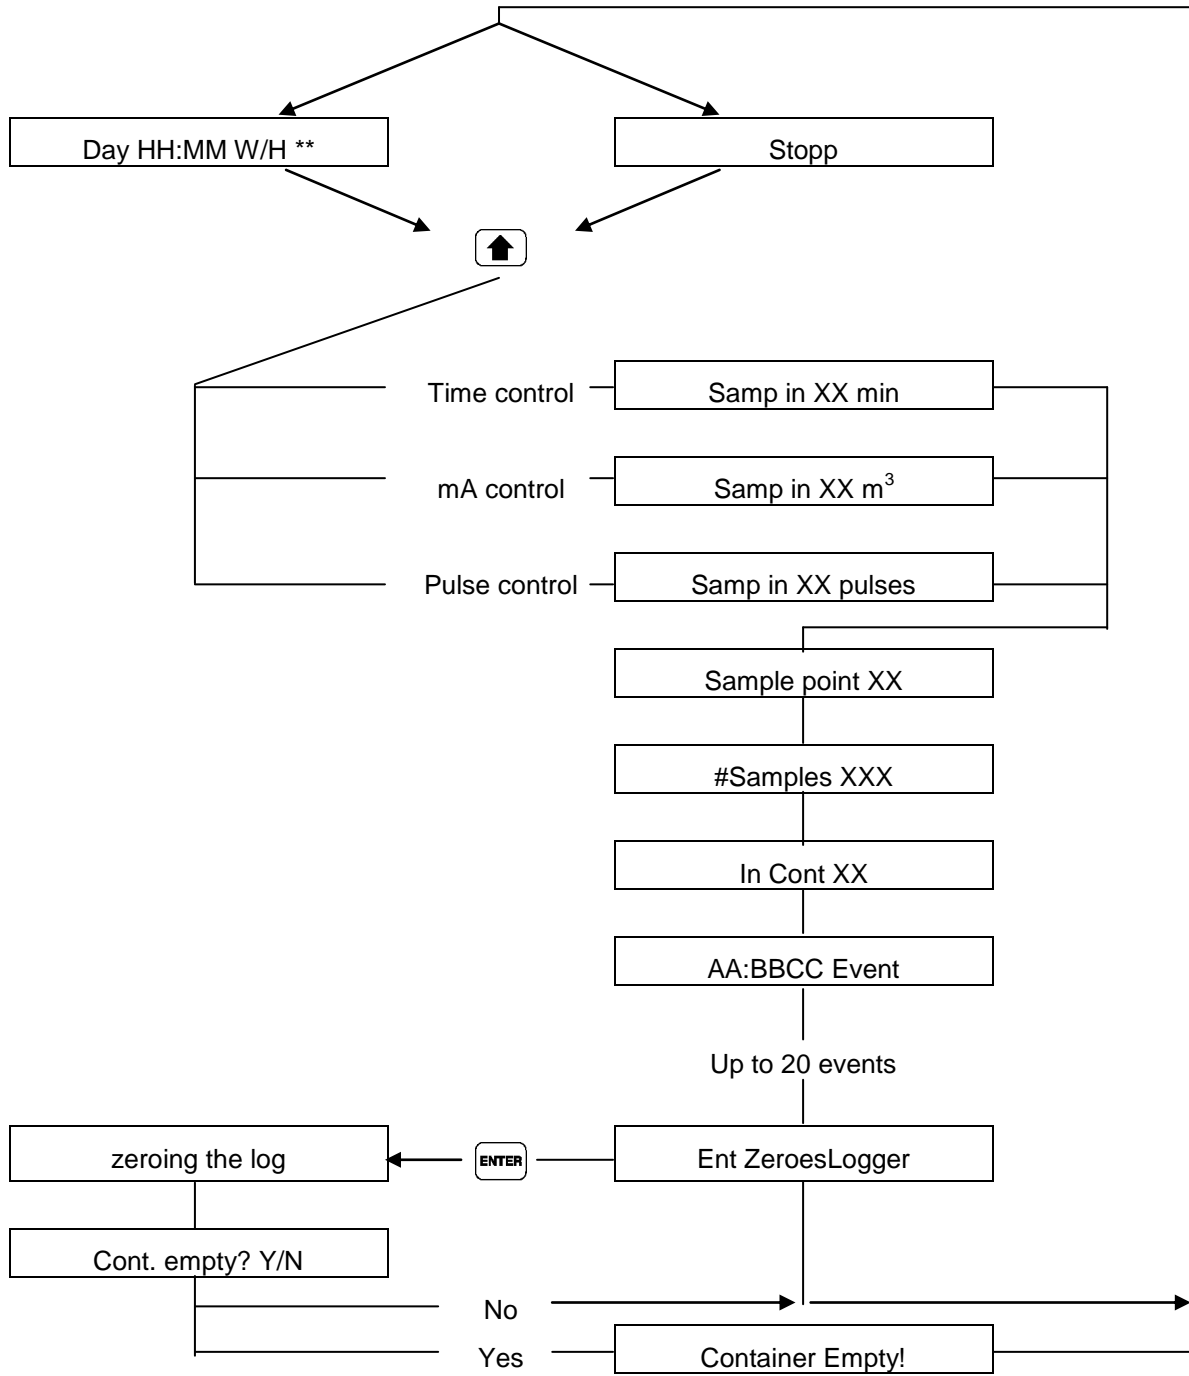 Day HH:MM W/H **
Stopp
Time control
Samp in XX min
mA control
Samp in XX m³
Pulse control
Samp in XX pulses
Sample point XX
#Samples XXX
In Cont XX
AA:BBCC Event
Up to 20 events
zeroing the log
ENTER
Ent ZeroesLogger
Cont. empty? Y/N
No
Yes
Container Empty!